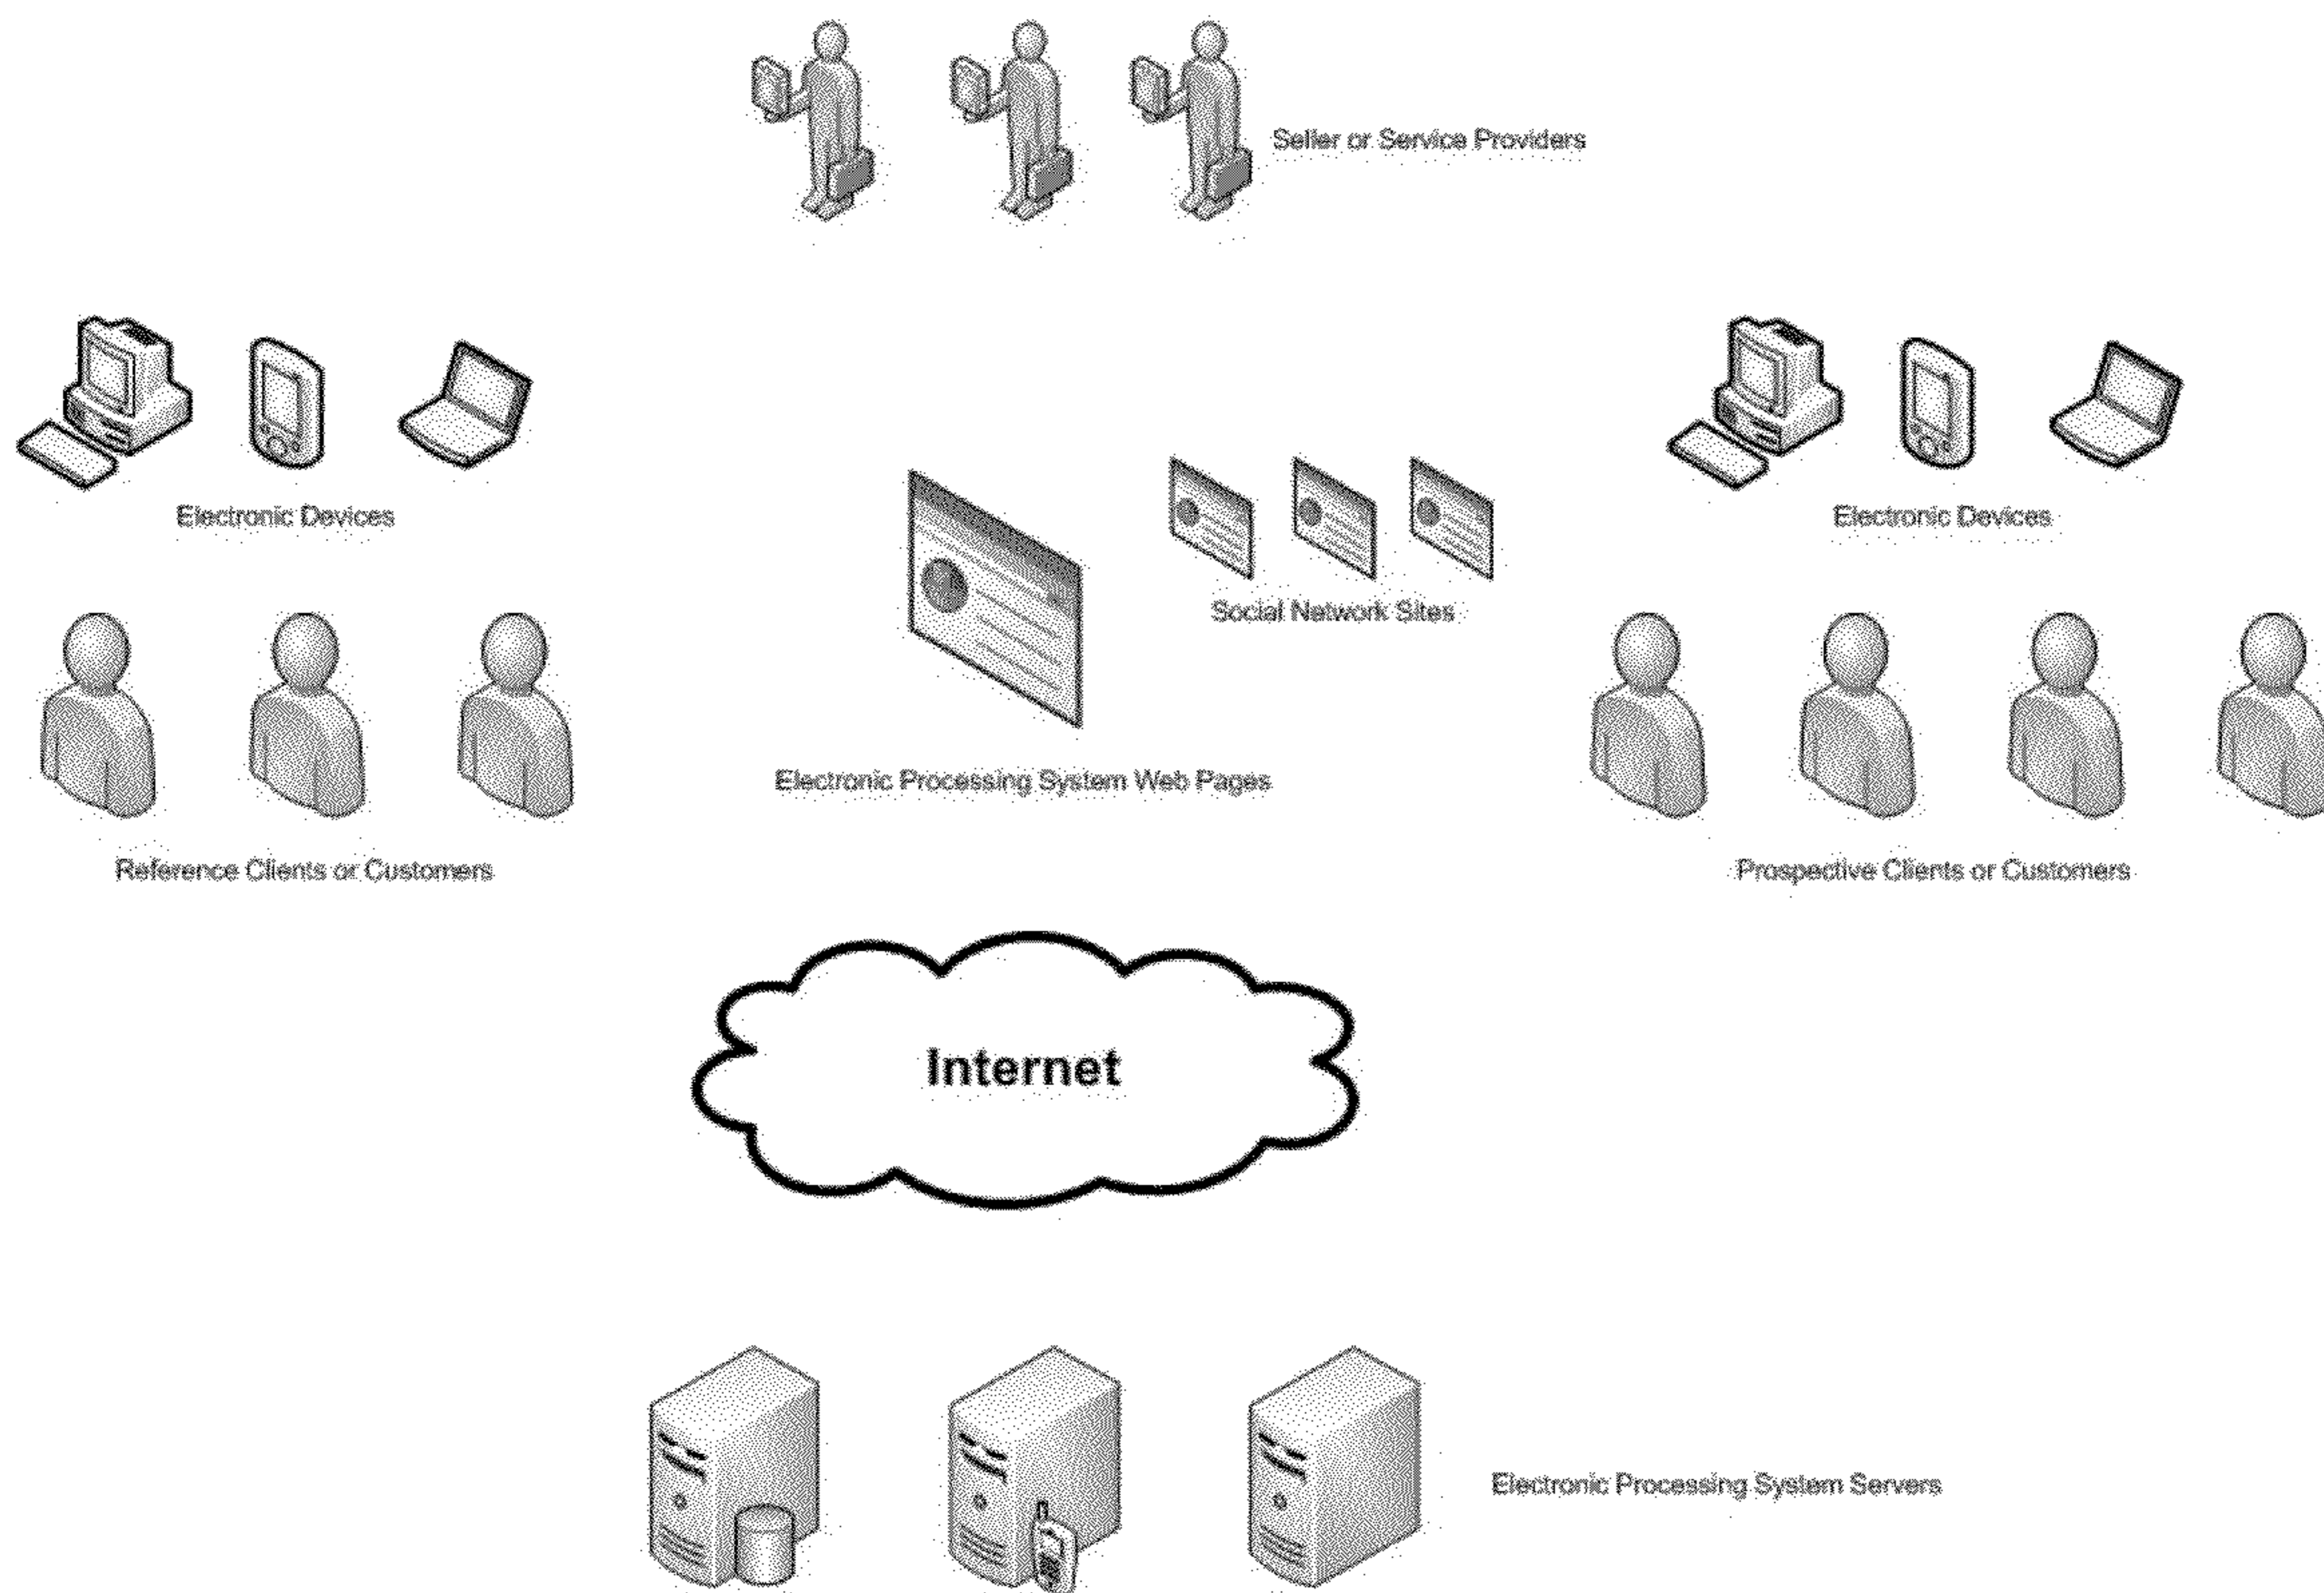 Seller or Service Providers
Electronic Devices
Electronic Devices
Social Network Sites
Electronic Processing System Web Pages
Reference Clients or Customers
Prospective Clients or Customers
Internet
Electronic Processing System Servers